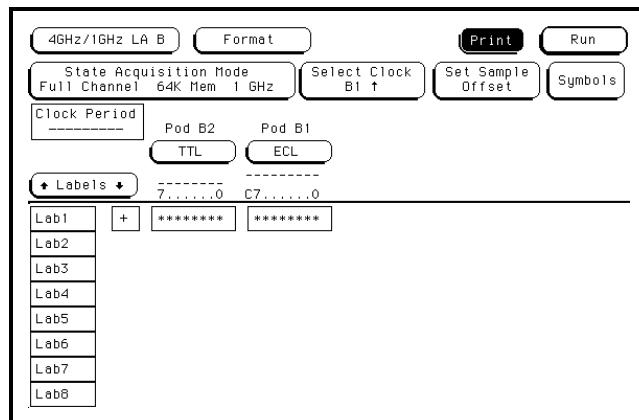 4GHz/1GHz LA B Format Print Run
State Acquisition Mode Select Clock Set Sample Symbols
Full Channel 64K Mem 1 GHz B1 ↑ Offset
Clock Period
--------- Pod B2 Pod B1
TTL ECL
---------
↑ Labels ↓ --------
7......0 C7......0
Lab1 + ******** ********
Lab2
Lab3
Lab4
Lab5
Lab6
Lab7
Lab8